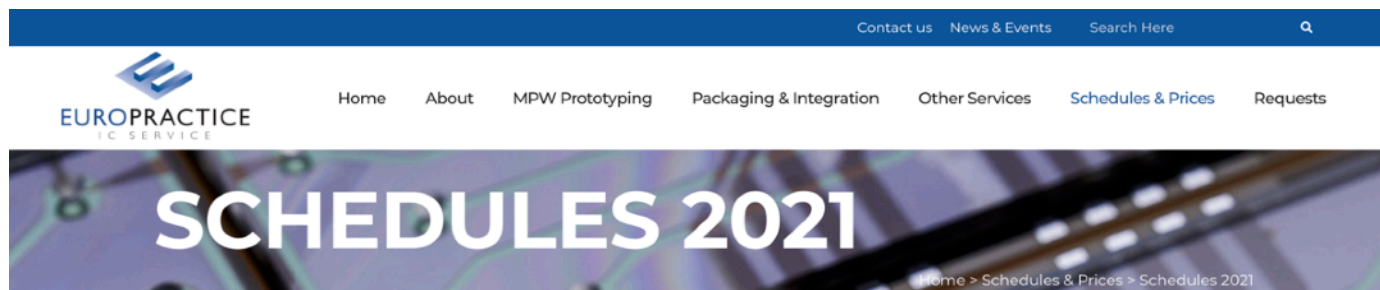 Contact us News & Events Search Here
EUROPRACTICE
IC SERVICE
Home About MPW Prototyping Packaging & Integration Other Services Schedules & Prices Requests
SCHEDULES 2021
Home > Schedules & Prices > Schedules 2021